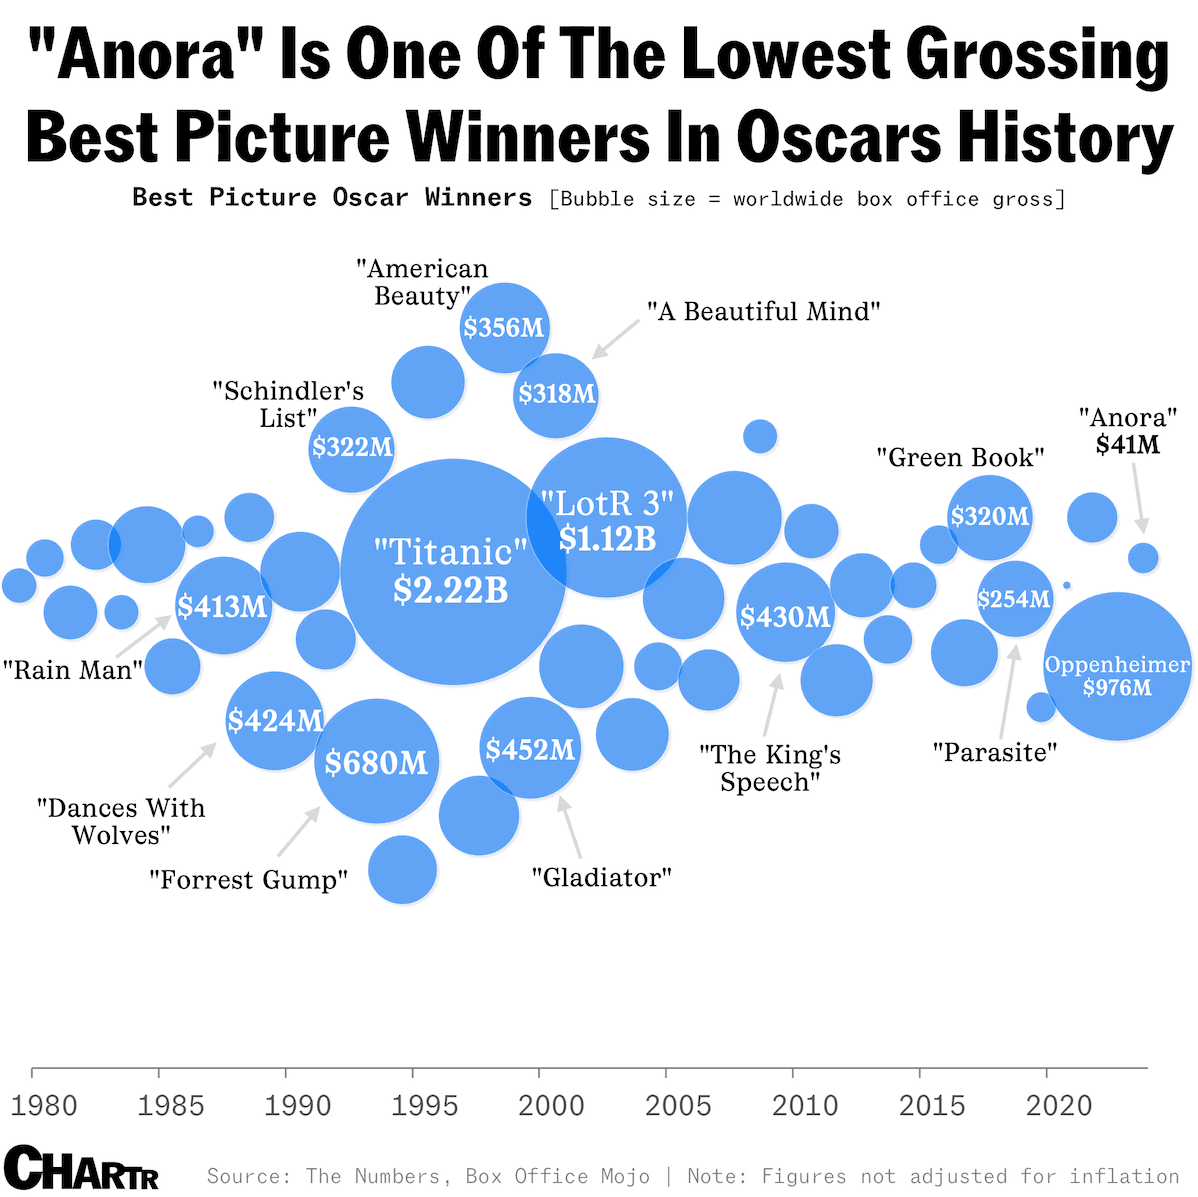 "Anora" Is One Of The Lowest Grossing
Best Picture Winners In Oscars History
Best Picture Oscar Winners [Bubble size = worldwide box office gross]
"American
Beauty"
$356M
"A Beautiful Mind"
$318M
"Schindler's
List"
$322M
"Anora"
$41M
"Green Book"
$320M
"LotR 3"
$1.12B
"Titanic"
$2.22B
$413M
"Rain Man"
$254M
$430M
Oppenheimer
$976M
$424M
$680M
$452M
"The King's
Speech"
"Parasite"
"Dances With
Wolves"
"Forrest Gump"
"Gladiator"
1980 1985 1990 1995 2000 2005 2010 2015 2020
CHARTR
Source: The Numbers, Box Office Mojo | Note: Figures not adjusted for inflation